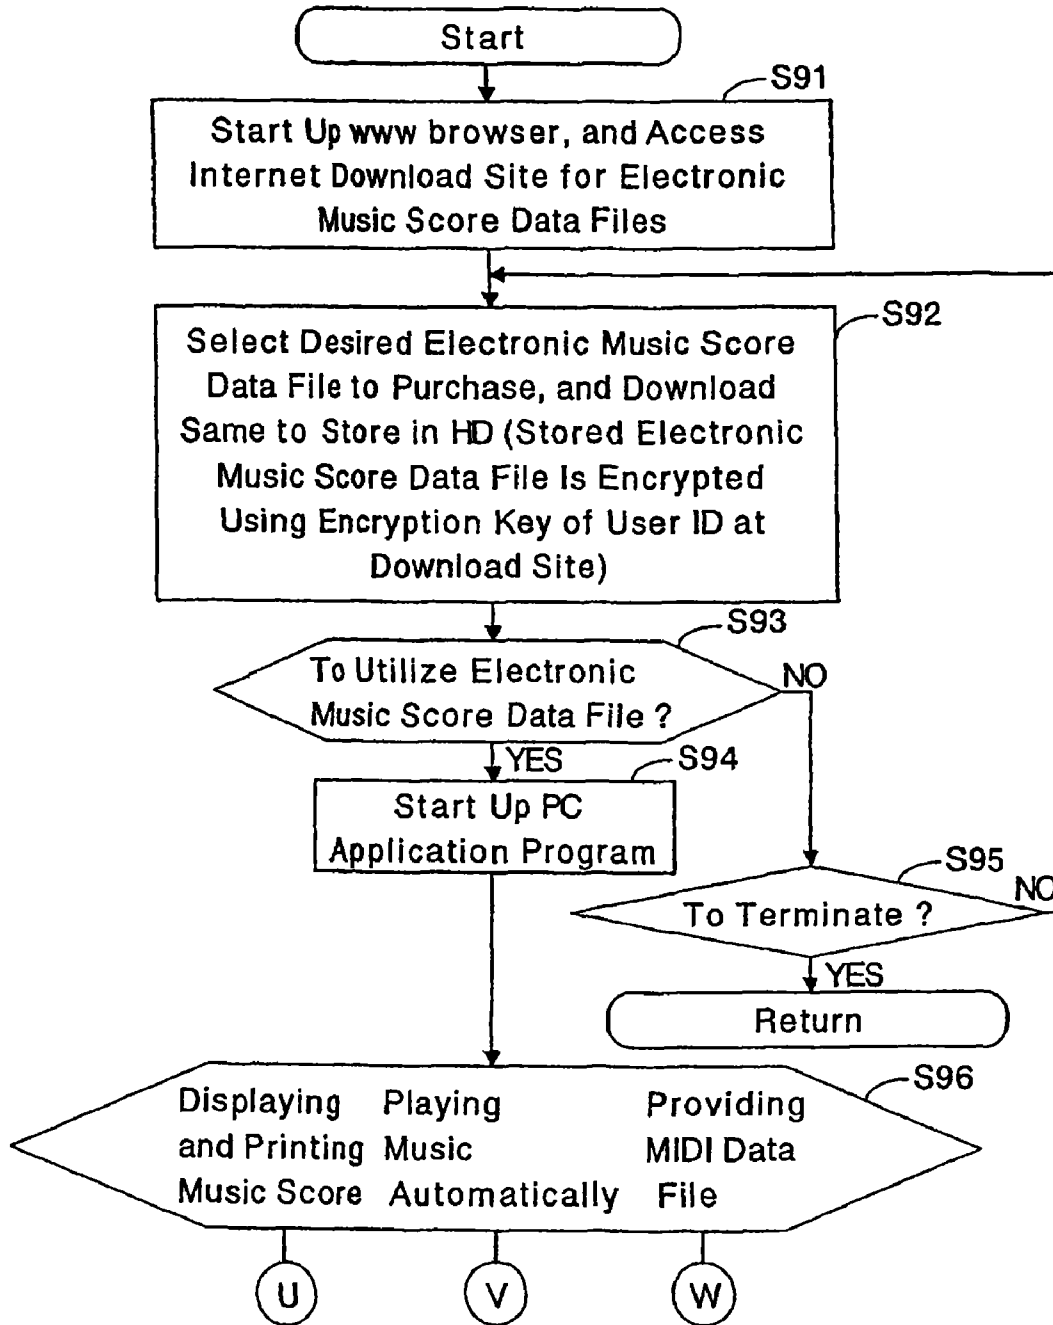 Start
S91
Start Up www browser, and Access
Internet Download Site for Electronic
Music Score Data Files
S92
Select Desired Electronic Music Score
Data File to Purchase, and Download
Same to Store in HD (Stored Electronic
Music Score Data File Is Encrypted
Using Encryption Key of User ID at
Download Site)
S93
To Utilize Electronic
Music Score Data File ?
NO
YES
S94
Start Up PC
Application Program
S95
To Terminate ?
NO
YES
Return
S96
Displaying
and Printing
Music Score
Playing
Music
Automatically
Providing
MIDI Data
File
U
V
W